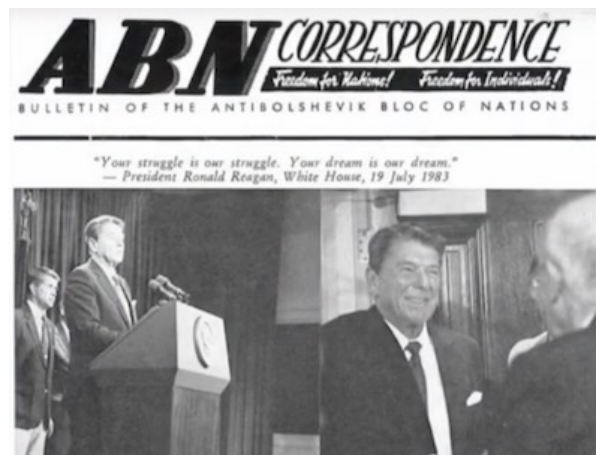 ABN CORRESPONDENCE
Freedom for Nations! Freedom for Individuals!
BULLETIN OF THE ANTIBOLSHEVIK BLOC OF NATIONS
"Your struggle is our struggle. Your dream is our dream."
— President Ronald Reagan, White House, 19 July 1983